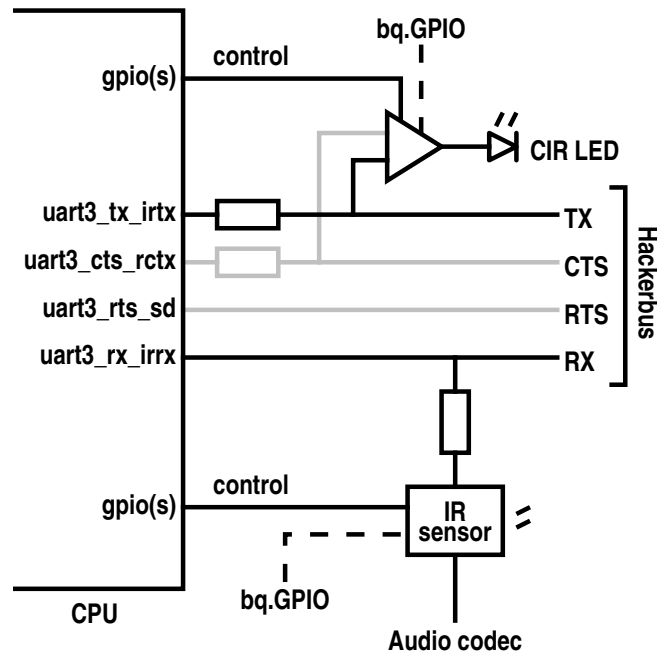 bq.GPIO
control
gpio(s)
CIR LED
uart3_tx_irtx
TX
uart3_cts_rctx
CTS
uart3_rts_sd
RTS
uart3_rx_irrx
RX
Hackerbus
control
gpio(s)
IR
sensor
bq.GPIO
CPU
Audio codec